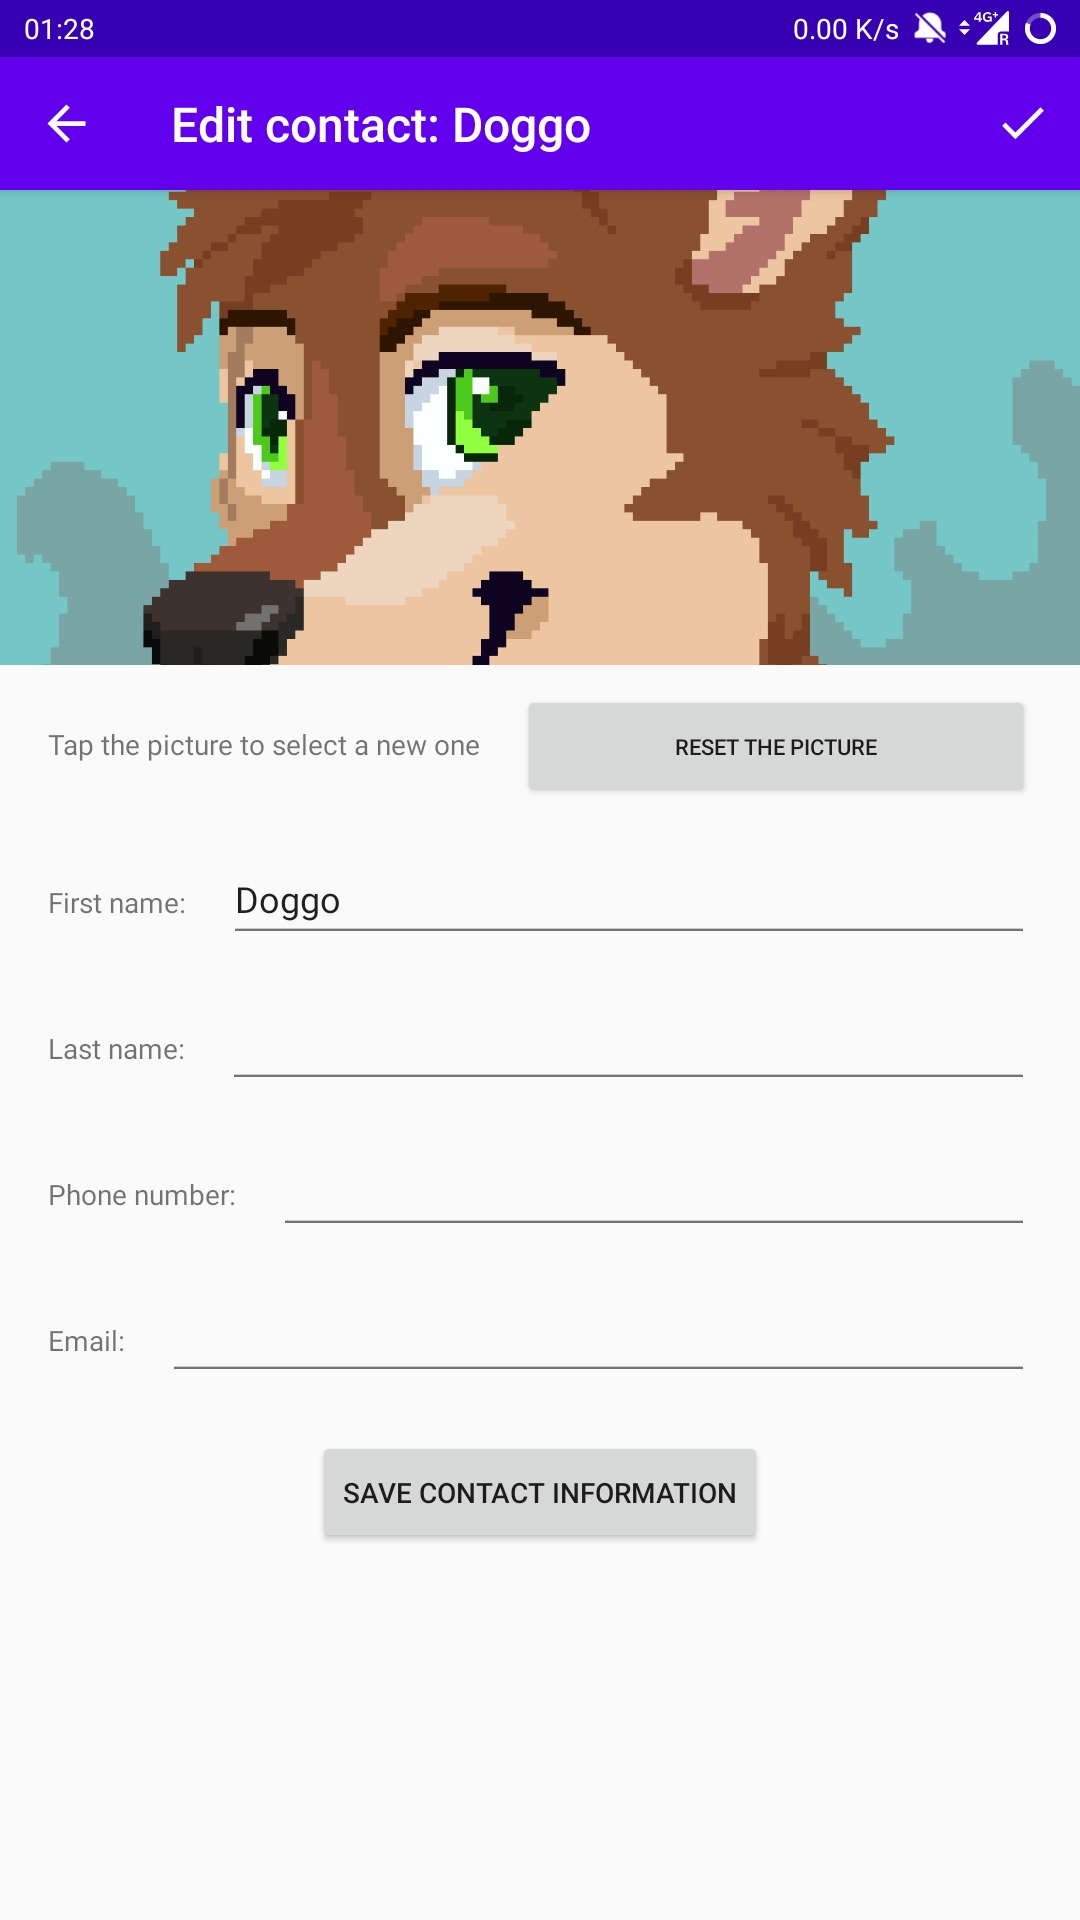 01:28 0.00 K/s 4G+ R
Edit contact: Doggo
Tap the picture to select a new one
RESET THE PICTURE
First name: Doggo
Last name:
Phone number:
Email:
SAVE CONTACT INFORMATION